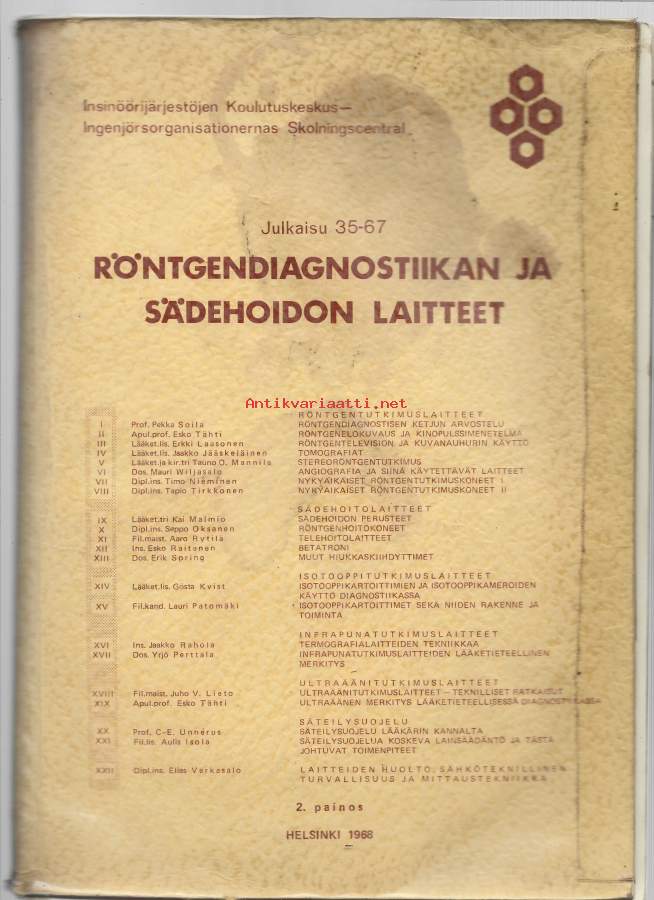 Insinöörijärjestöjen Koulutuskeskus—
Ingenjörsorganisationernas Skolningscentral
Julkaisu 35-67
RÖNTGENDIAGNOSTIIKAN JA
SÄDEHOIDON LAITTEET
Antikvariaatti.net
RÖNTGENTUTKIMUSLAITTEET
I Prof. Pekka Soila RÖNTGENDIAGNOSTISEN KETJUN ARVOSTELU
II Apul.prof. Esko Tähti RÖNTGENELOKUVAUS JA KINOPULSSIMENETELMÄ
III Lääket.lis. Erkki Laasonen RÖNTGENTELEVISION JA KUVANAUHURIN KÄYTTÖ
IV Lääket.lis. Jaakko Jääskeläinen TOMOGRAFIAT
V Lääket.ja kir.tri Tauno O. Mannila STEREORÖNTGENTUTKIMUS
VI Dos. Mauri Wiljasalo ANGIOGRAFIA JA SIINÄ KÄYTETTÄVÄT LAITTEET
VII Dipl.ins. Timo Nieminen NYKYAIKAISET RÖNTGENTUTKIMUSKONEET I
VIII Dipl.ins. Tapio Tirkkonen NYKYAIKAISET RÖNTGENTUTKIMUSKONEET II
SÄDEHOITOLAITTEET
IX Lääket.tri Kai Malmio SÄDEHOIDON PERUSTEET
X Dipl.ins. Seppo Oksanen RÖNTGENHOITOKONEET
XI Fil.maist. Aaro Rytilä TELEHOITOLAITTEET
XII Ins. Esko Raitanen BETATRONI
XIII Dos. Erik Spring MUUT HIUKKASKIIHDYTTIMET
ISOTOOPPITUTKIMUSLAITTEET
XIV Lääket.lis. Gösta Kvist ISOTOOPPIKARTOITTIMIEN JA ISOTOOPPIKAMEROIDEN
KÄYTTÖ DIAGNOSTIIKASSA
XV Fil.kand. Lauri Patomäki ISOTOOPPIKARTOITTIMET SEKÄ NIIDEN RAKENNE JA
TOIMINTA
INFRAPUNATUTKIMUSLAITTEET
XVI Ins. Jaakko Rahola TERMOGRAFIALAITTEIDEN TEKNIIKKAA
XVII Dos. Yrjö Perttala INFRAPUNATUTKIMUSLAITTEIDEN LÄÄKETIETEELLINEN
MERKITYS
ULTRAÄÄNITUTKIMUSLAITTEET
XVIII Fil.maist. Juho V. Lieto ULTRAÄÄNITUTKIMUSLAITTEET — TEKNILLISET RATKAISUT
XIX Apul.prof. Esko Tähti ULTRAÄÄNEN MERKITYS LÄÄKETIETEELLISESSÄ DIAGNOSTIIKASSA
SÄTEILYSUOJELU
XX Prof. C-E. Unnérus SÄTEILYSUOJELU LÄÄKÄRIN KANNALTA
XXI Fil.lis. Aulis Isola SÄTEILYSUOJELUA KOSKEVA LAINSÄÄDÄNTÖ JA TÄSTÄ
JOHTUVAT TOIMENPITEET
XXII Dipl.ins. Elias Varkasalo LAITTEIDEN HUOLTO, SÄHKÖTEKNILLINEN
TURVALLISUUS JA MITTAUSTEKNIIKKA
2. painos
HELSINKI 1968